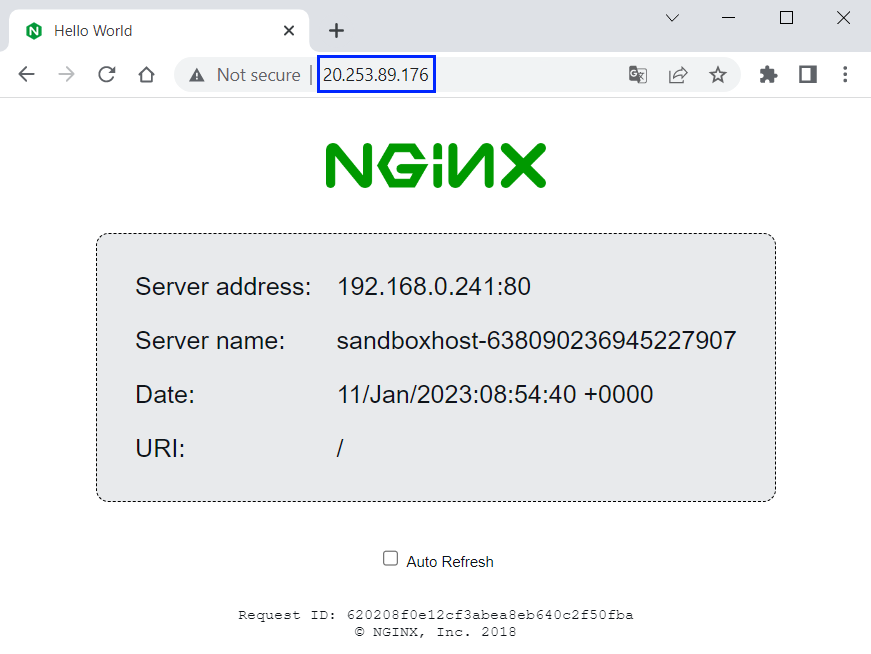 Hello World
Not secure | 20.253.89.176
NGINX
Server address: 192.168.0.241:80
Server name: sandboxhost-638090236945227907
Date: 11/Jan/2023:08:54:40 +0000
URI: /
Auto Refresh
Request ID: 620208f0e12cf3abea8eb640c2f50fba
© NGINX, Inc. 2018